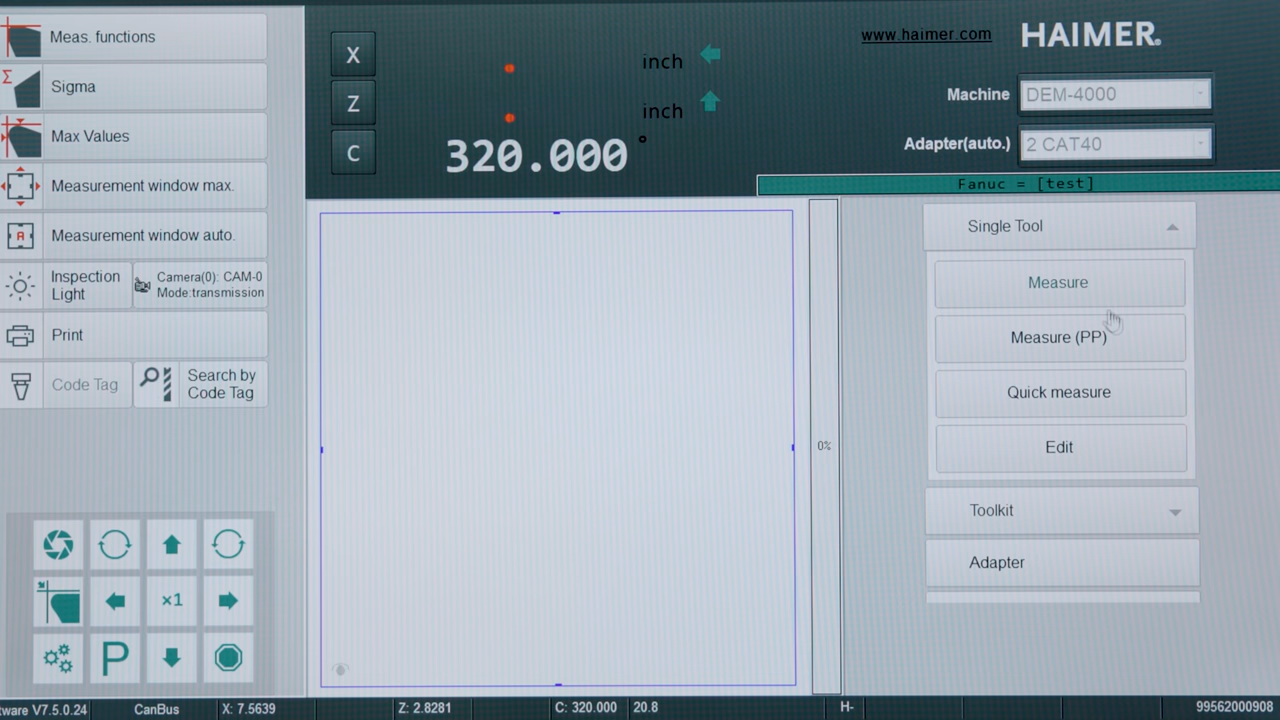 Meas. functions
Σ
Sigma
Max Values
Measurement window max.
A
Measurement window auto.
Inspection
Light
Camera(0): CAM-0
Mode:transmission
Print
Code Tag
Search by
Code Tag
x1
P
X
inch
Z
inch
C
320.000 °
www.haimer.com
HAIMER®
Machine
DEM-4000
Adapter(auto.)
2 CAT40
Fanuc = [test]
0%
Single Tool
Measure
Measure (PP)
Quick measure
Edit
Toolkit
Adapter
tware V7.5.0.24
CanBus
X: 7.5639
Z: 2.8281
C: 320.000
20.8
H-
99562000908